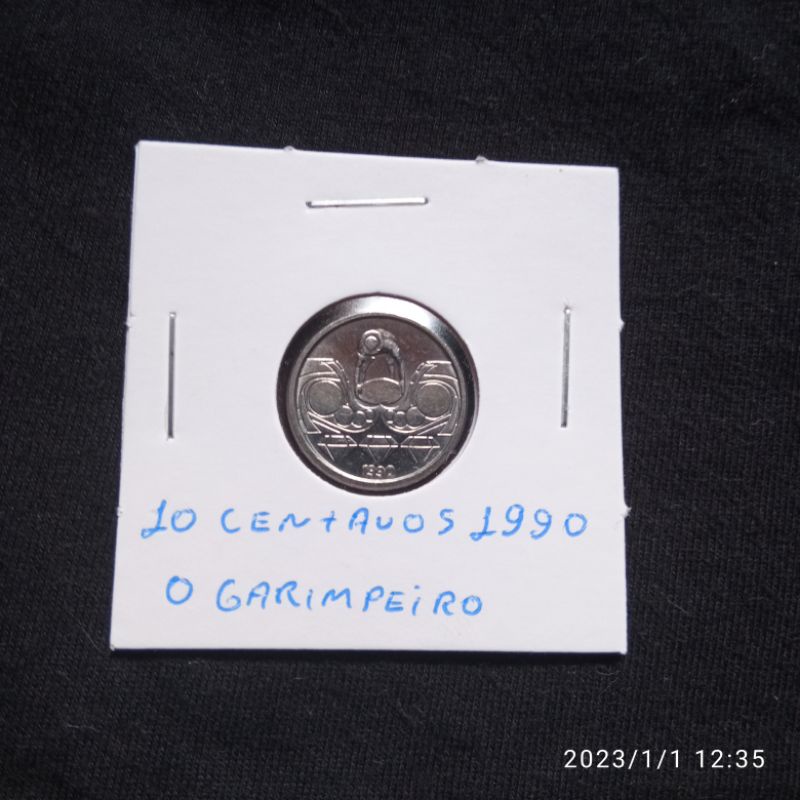 1990
10 CENTAVOS 1990
O GARIMPEIRO
2023/1/1 12:35